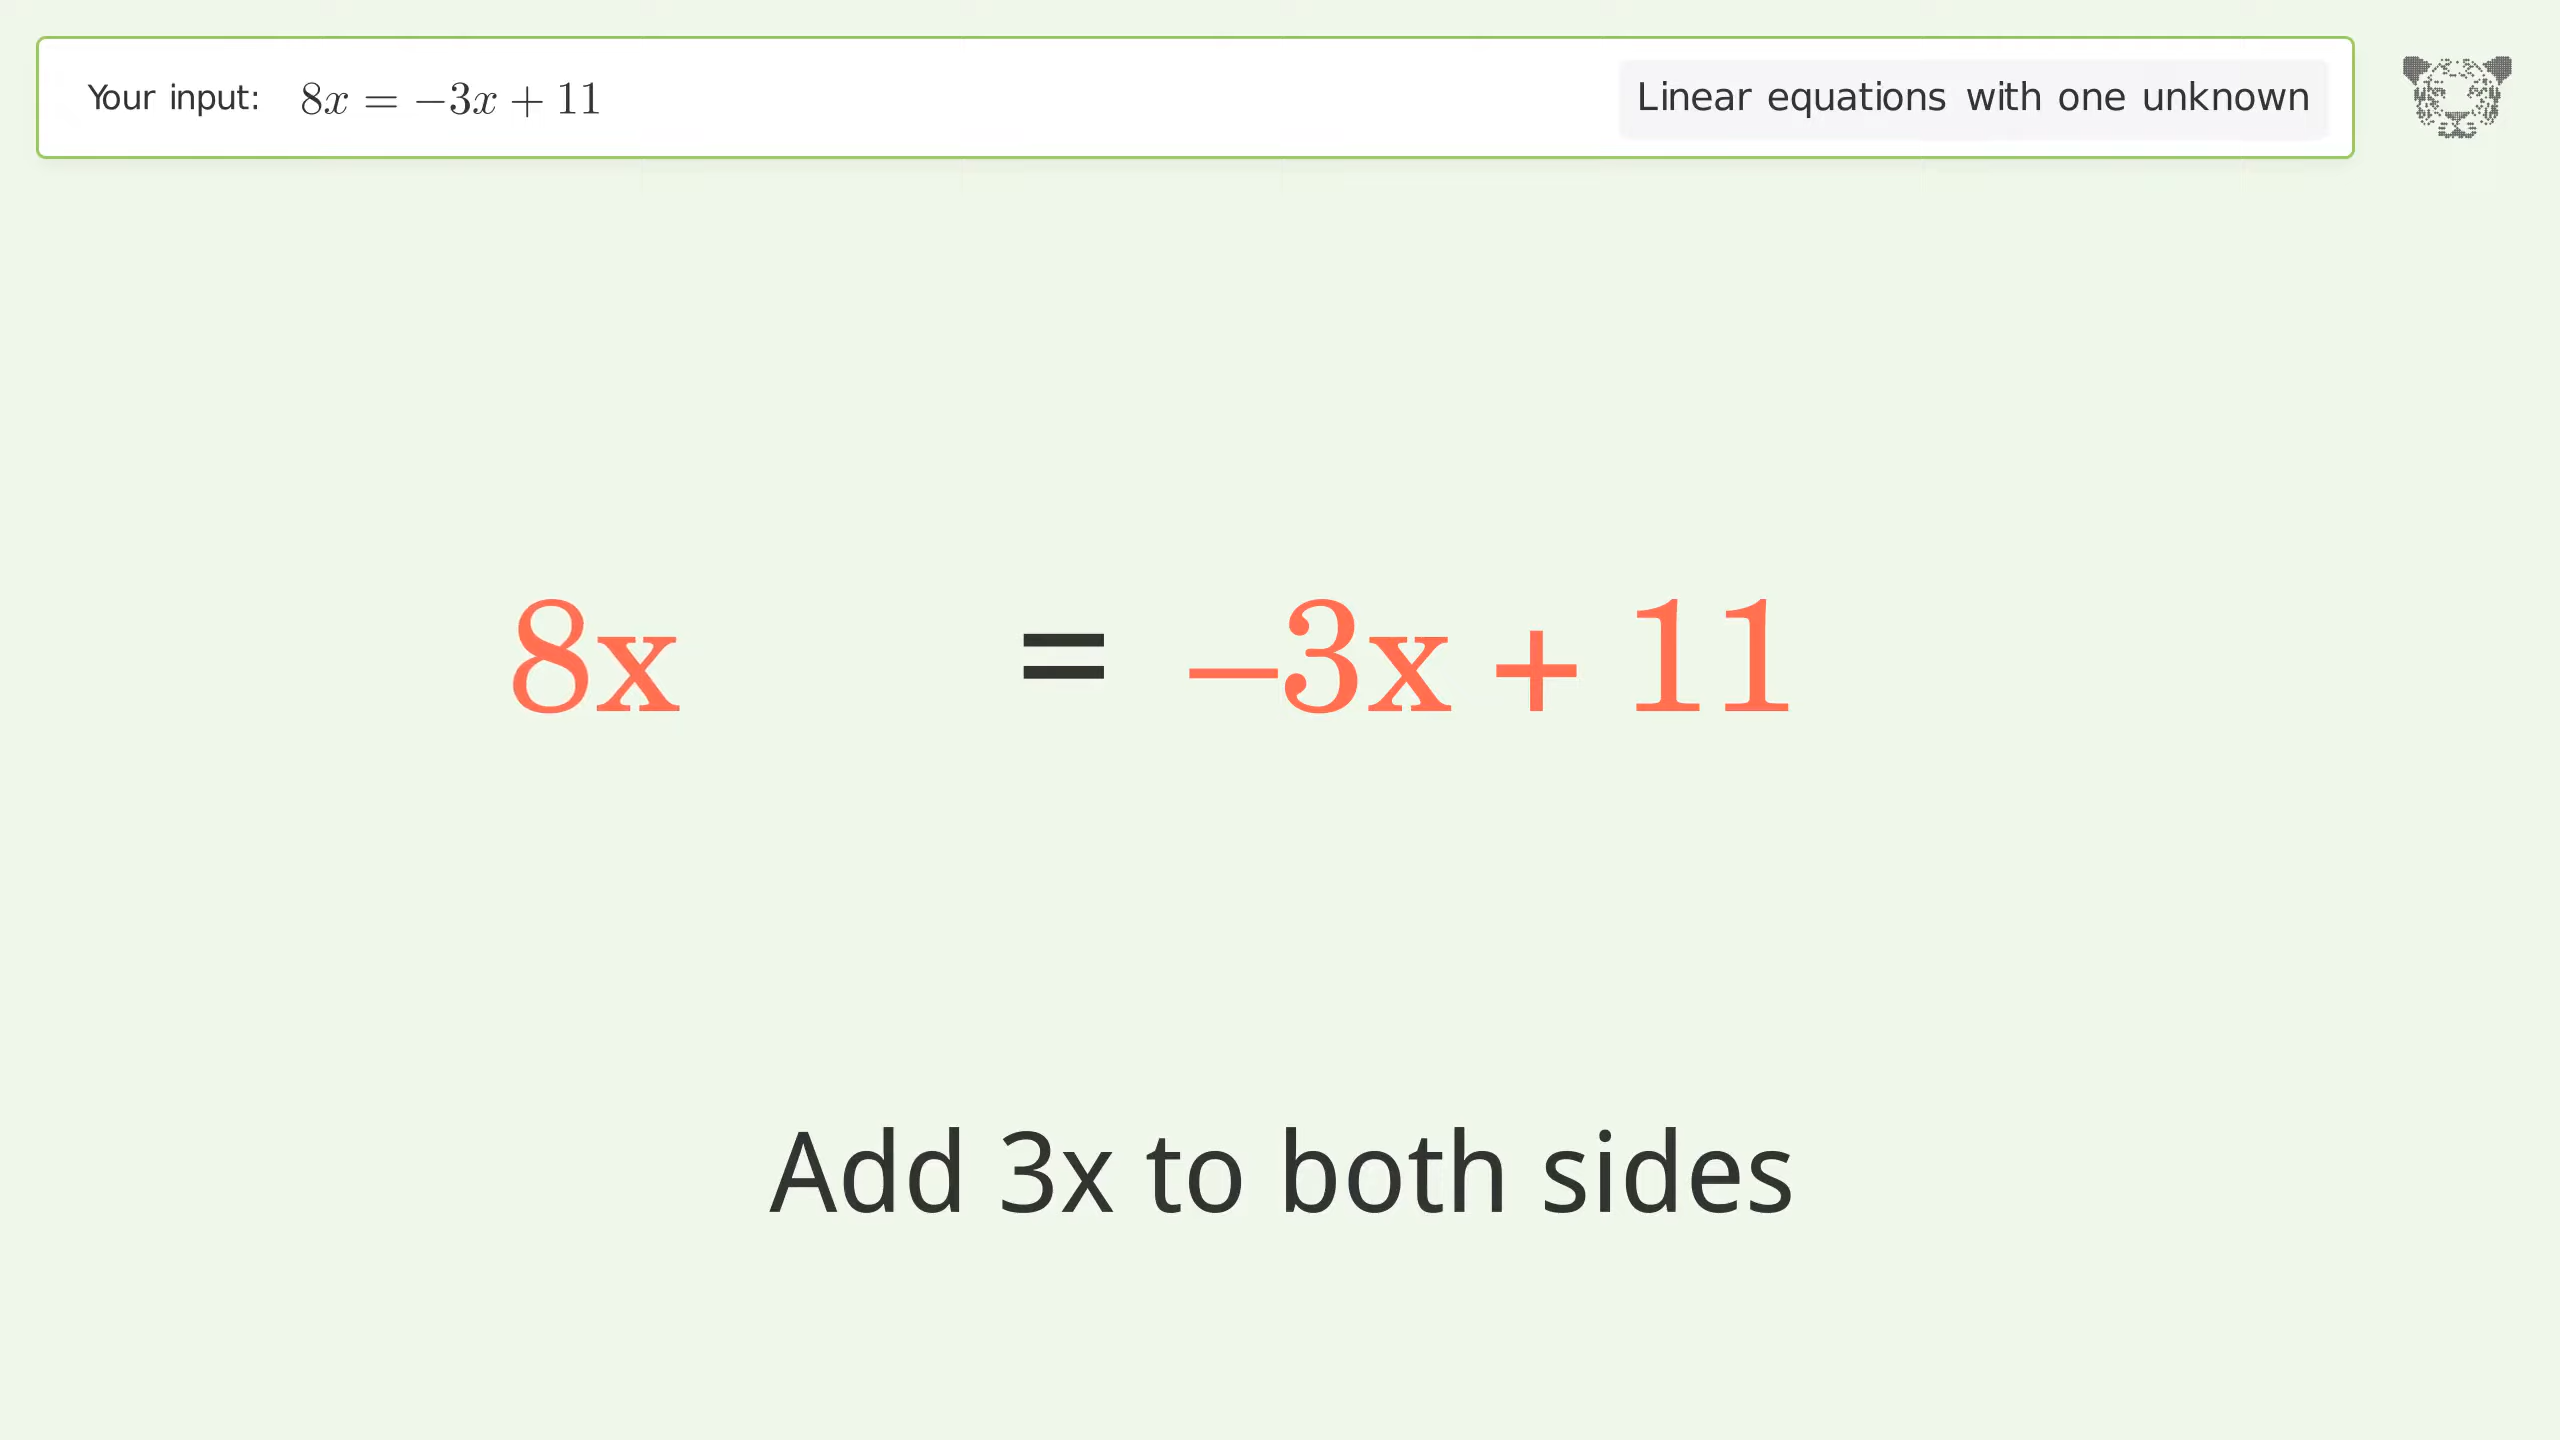 Your input: 8x = −3x + 11
Linear equations with one unknown
8x = −3x + 11
Add 3x to both sides